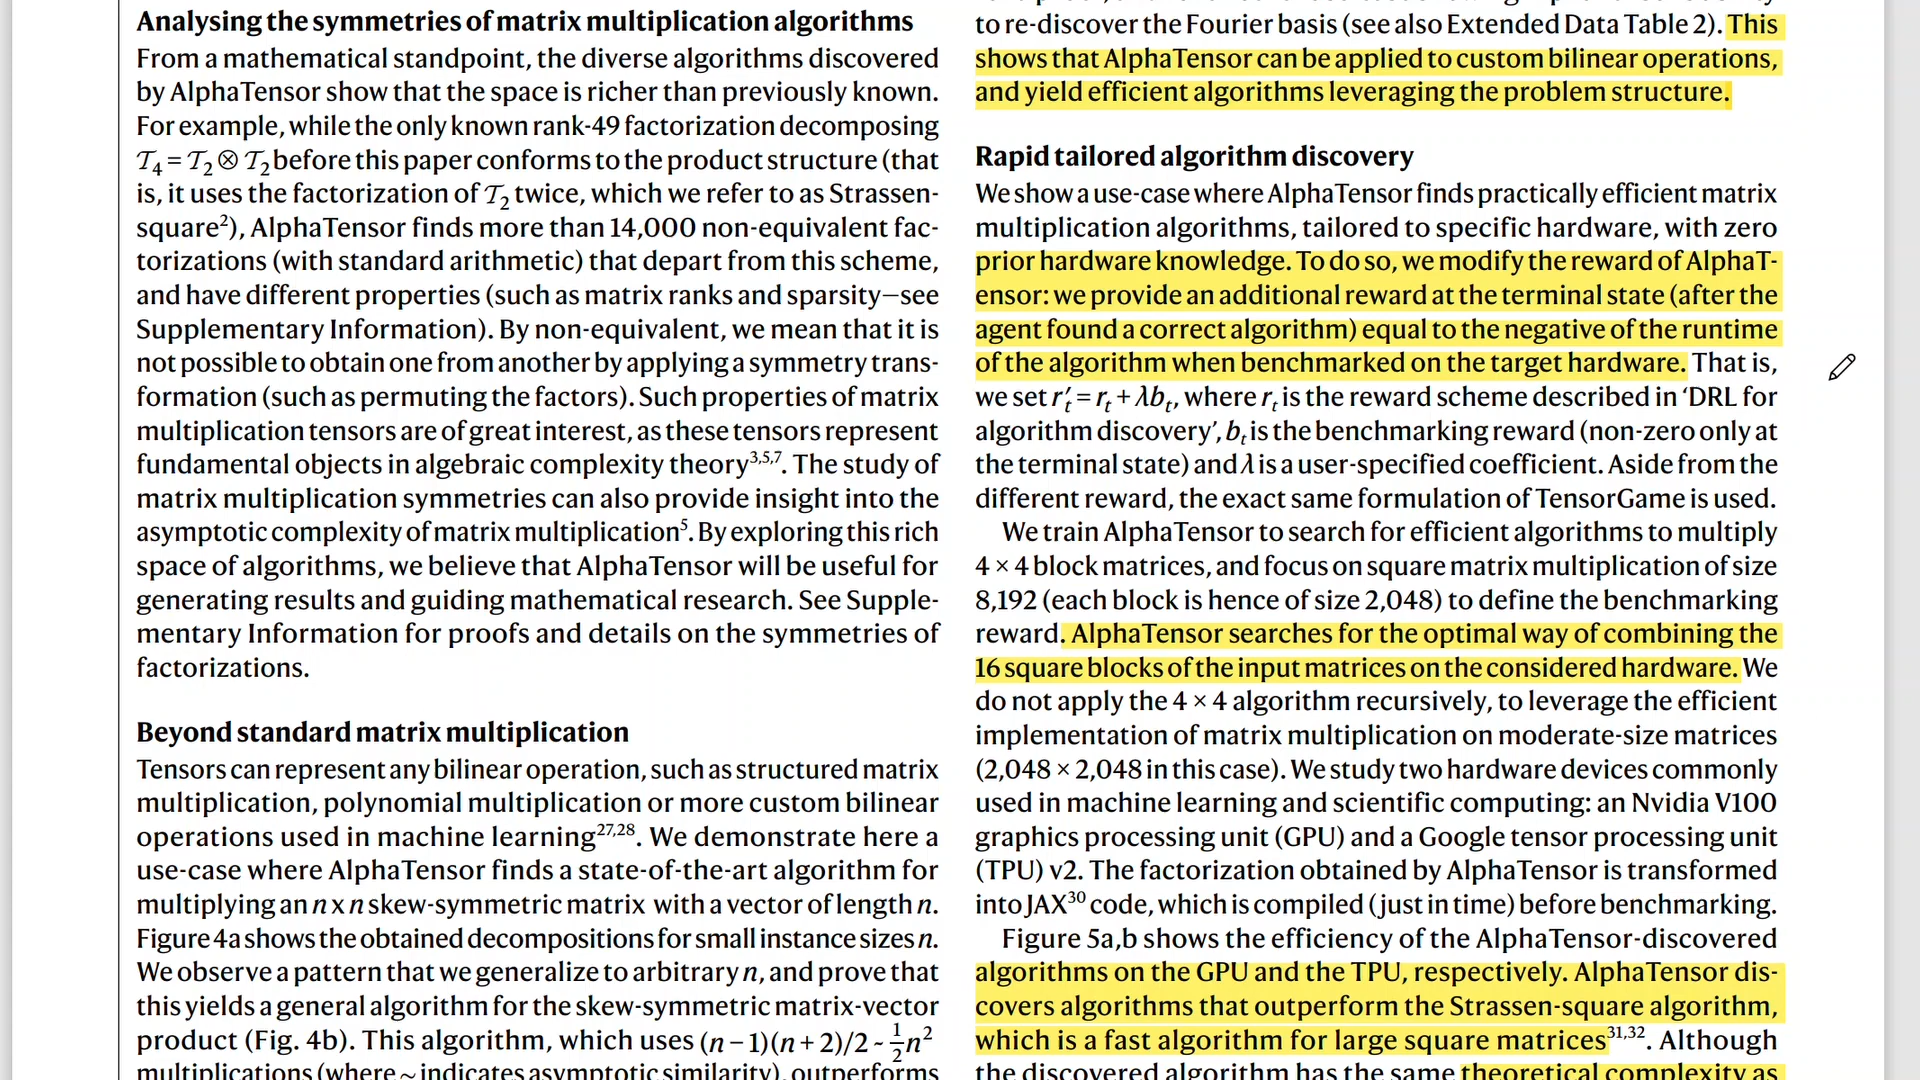 Analysing the symmetries of matrix multiplication algorithms
From a mathematical standpoint, the diverse algorithms discovered
by AlphaTensor show that the space is richer than previously known.
For example, while the only known rank-49 factorization decomposing
𝒯₄ = 𝒯₂ ⊗ 𝒯₂ before this paper conforms to the product structure (that
is, it uses the factorization of 𝒯₂ twice, which we refer to as Strassen-
square²), AlphaTensor finds more than 14,000 non-equivalent fac-
torizations (with standard arithmetic) that depart from this scheme,
and have different properties (such as matrix ranks and sparsity—see
Supplementary Information). By non-equivalent, we mean that it is
not possible to obtain one from another by applying a symmetry trans-
formation (such as permuting the factors). Such properties of matrix
multiplication tensors are of great interest, as these tensors represent
fundamental objects in algebraic complexity theory³,⁵,⁷. The study of
matrix multiplication symmetries can also provide insight into the
asymptotic complexity of matrix multiplication⁵. By exploring this rich
space of algorithms, we believe that AlphaTensor will be useful for
generating results and guiding mathematical research. See Supple-
mentary Information for proofs and details on the symmetries of
factorizations.
Beyond standard matrix multiplication
Tensors can represent any bilinear operation, such as structured matrix
multiplication, polynomial multiplication or more custom bilinear
operations used in machine learning²⁷,²⁸. We demonstrate here a
use-case where AlphaTensor finds a state-of-the-art algorithm for
multiplying an n x n skew-symmetric matrix with a vector of length n.
Figure 4a shows the obtained decompositions for small instance sizes n.
We observe a pattern that we generalize to arbitrary n, and prove that
this yields a general algorithm for the skew-symmetric matrix-vector
product (Fig. 4b). This algorithm, which uses (n − 1)(n + 2)/2 ~ ½n²
multiplications (where ~ indicates asymptotic similarity), outperforms
to re-discover the Fourier basis (see also Extended Data Table 2). This
shows that AlphaTensor can be applied to custom bilinear operations,
and yield efficient algorithms leveraging the problem structure.
Rapid tailored algorithm discovery
We show a use-case where AlphaTensor finds practically efficient matrix
multiplication algorithms, tailored to specific hardware, with zero
prior hardware knowledge. To do so, we modify the reward of AlphaT-
ensor: we provide an additional reward at the terminal state (after the
agent found a correct algorithm) equal to the negative of the runtime
of the algorithm when benchmarked on the target hardware. That is,
we set r′ₜ = rₜ + λbₜ, where rₜ is the reward scheme described in ‘DRL for
algorithm discovery’, bₜ is the benchmarking reward (non-zero only at
the terminal state) and λ is a user-specified coefficient. Aside from the
different reward, the exact same formulation of TensorGame is used.
We train AlphaTensor to search for efficient algorithms to multiply
4 × 4 block matrices, and focus on square matrix multiplication of size
8,192 (each block is hence of size 2,048) to define the benchmarking
reward. AlphaTensor searches for the optimal way of combining the
16 square blocks of the input matrices on the considered hardware. We
do not apply the 4 × 4 algorithm recursively, to leverage the efficient
implementation of matrix multiplication on moderate-size matrices
(2,048 × 2,048 in this case). We study two hardware devices commonly
used in machine learning and scientific computing: an Nvidia V100
graphics processing unit (GPU) and a Google tensor processing unit
(TPU) v2. The factorization obtained by AlphaTensor is transformed
into JAX³⁰ code, which is compiled (just in time) before benchmarking.
Figure 5a,b shows the efficiency of the AlphaTensor-discovered
algorithms on the GPU and the TPU, respectively. AlphaTensor dis-
covers algorithms that outperform the Strassen-square algorithm,
which is a fast algorithm for large square matrices³¹,³². Although
the discovered algorithm has the same theoretical complexity as